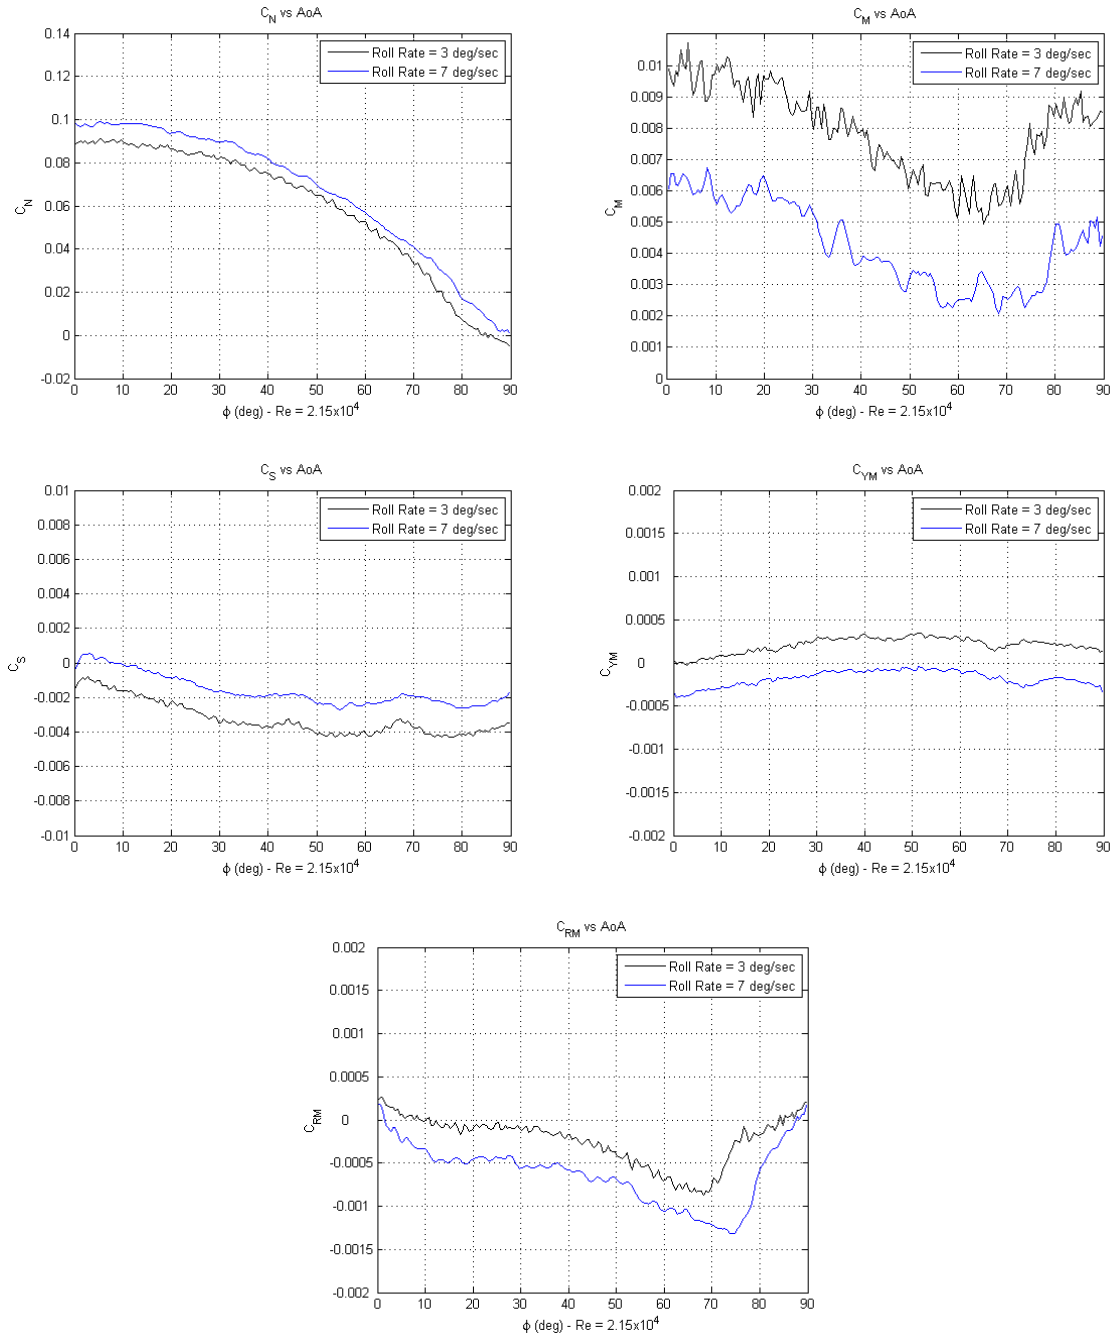 C_N vs AoA
0.14
0.12
0.1
0.08
0.06
0.04
0.02
0
-0.02
C_N
Roll Rate = 3 deg/sec
Roll Rate = 7 deg/sec
0 10 20 30 40 50 60 70 80 90
ϕ (deg) - Re = 2.15x10^4
C_M vs AoA
0.01
0.009
0.008
0.007
0.006
0.005
0.004
0.003
0.002
0.001
0
C_M
Roll Rate = 3 deg/sec
Roll Rate = 7 deg/sec
0 10 20 30 40 50 60 70 80 90
ϕ (deg) - Re = 2.15x10^4
C_S vs AoA
0.01
0.008
0.006
0.004
0.002
0
-0.002
-0.004
-0.006
-0.008
-0.01
C_S
Roll Rate = 3 deg/sec
Roll Rate = 7 deg/sec
0 10 20 30 40 50 60 70 80 90
ϕ (deg) - Re = 2.15x10^4
C_YM vs AoA
0.002
0.0015
0.001
0.0005
0
-0.0005
-0.001
-0.0015
-0.002
C_YM
Roll Rate = 3 deg/sec
Roll Rate = 7 deg/sec
0 10 20 30 40 50 60 70 80 90
ϕ (deg) - Re = 2.15x10^4
C_RM vs AoA
0.002
0.0015
0.001
0.0005
0
-0.0005
-0.001
-0.0015
-0.002
C_RM
Roll Rate = 3 deg/sec
Roll Rate = 7 deg/sec
0 10 20 30 40 50 60 70 80 90
ϕ (deg) - Re = 2.15x10^4